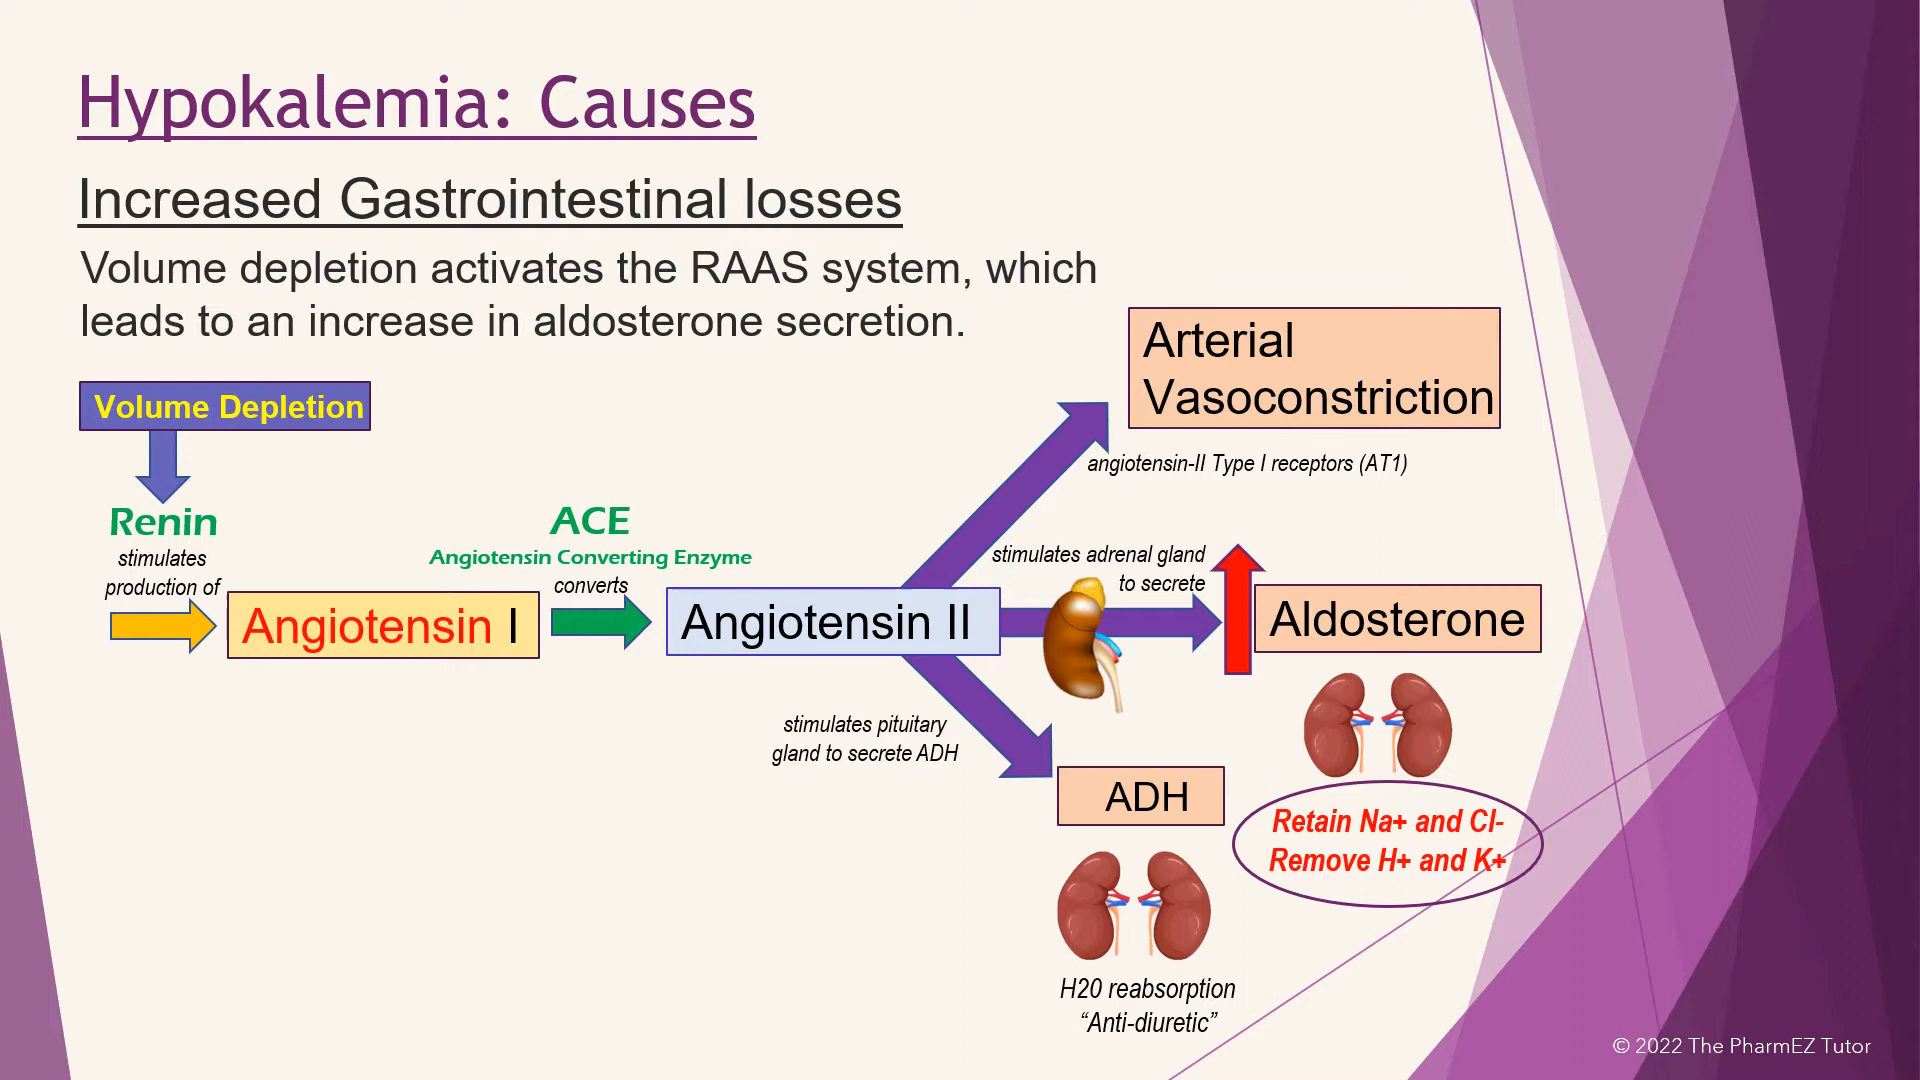 Hypokalemia: Causes
Increased Gastrointestinal losses
Volume depletion activates the RAAS system, which
leads to an increase in aldosterone secretion.
Volume Depletion
Renin
stimulates
production of
Angiotensin I
ACE
Angiotensin Converting Enzyme
converts
Angiotensin II
Arterial
Vasoconstriction
angiotensin-II Type I receptors (AT1)
stimulates adrenal gland
to secrete
Aldosterone
Retain Na+ and Cl-
Remove H+ and K+
stimulates pituitary
gland to secrete ADH
ADH
H20 reabsorption
“Anti-diuretic”
© 2022 The PharmEZ Tutor